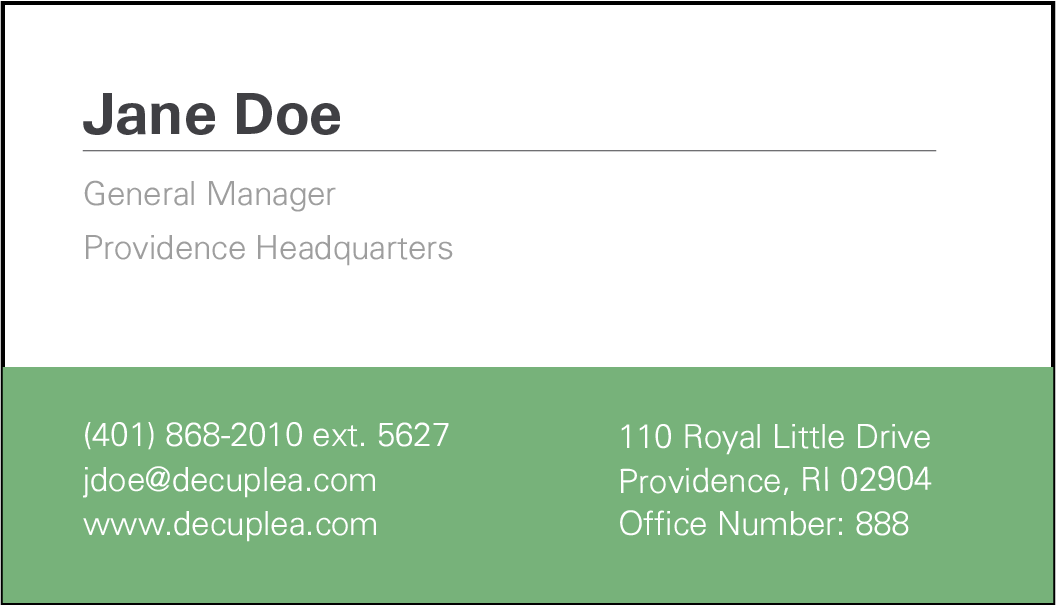 Jane Doe
General Manager
Providence Headquarters
(401) 868-2010 ext. 5627
jdoe@decuplea.com
www.decuplea.com
110 Royal Little Drive
Providence, RI 02904
Office Number: 888